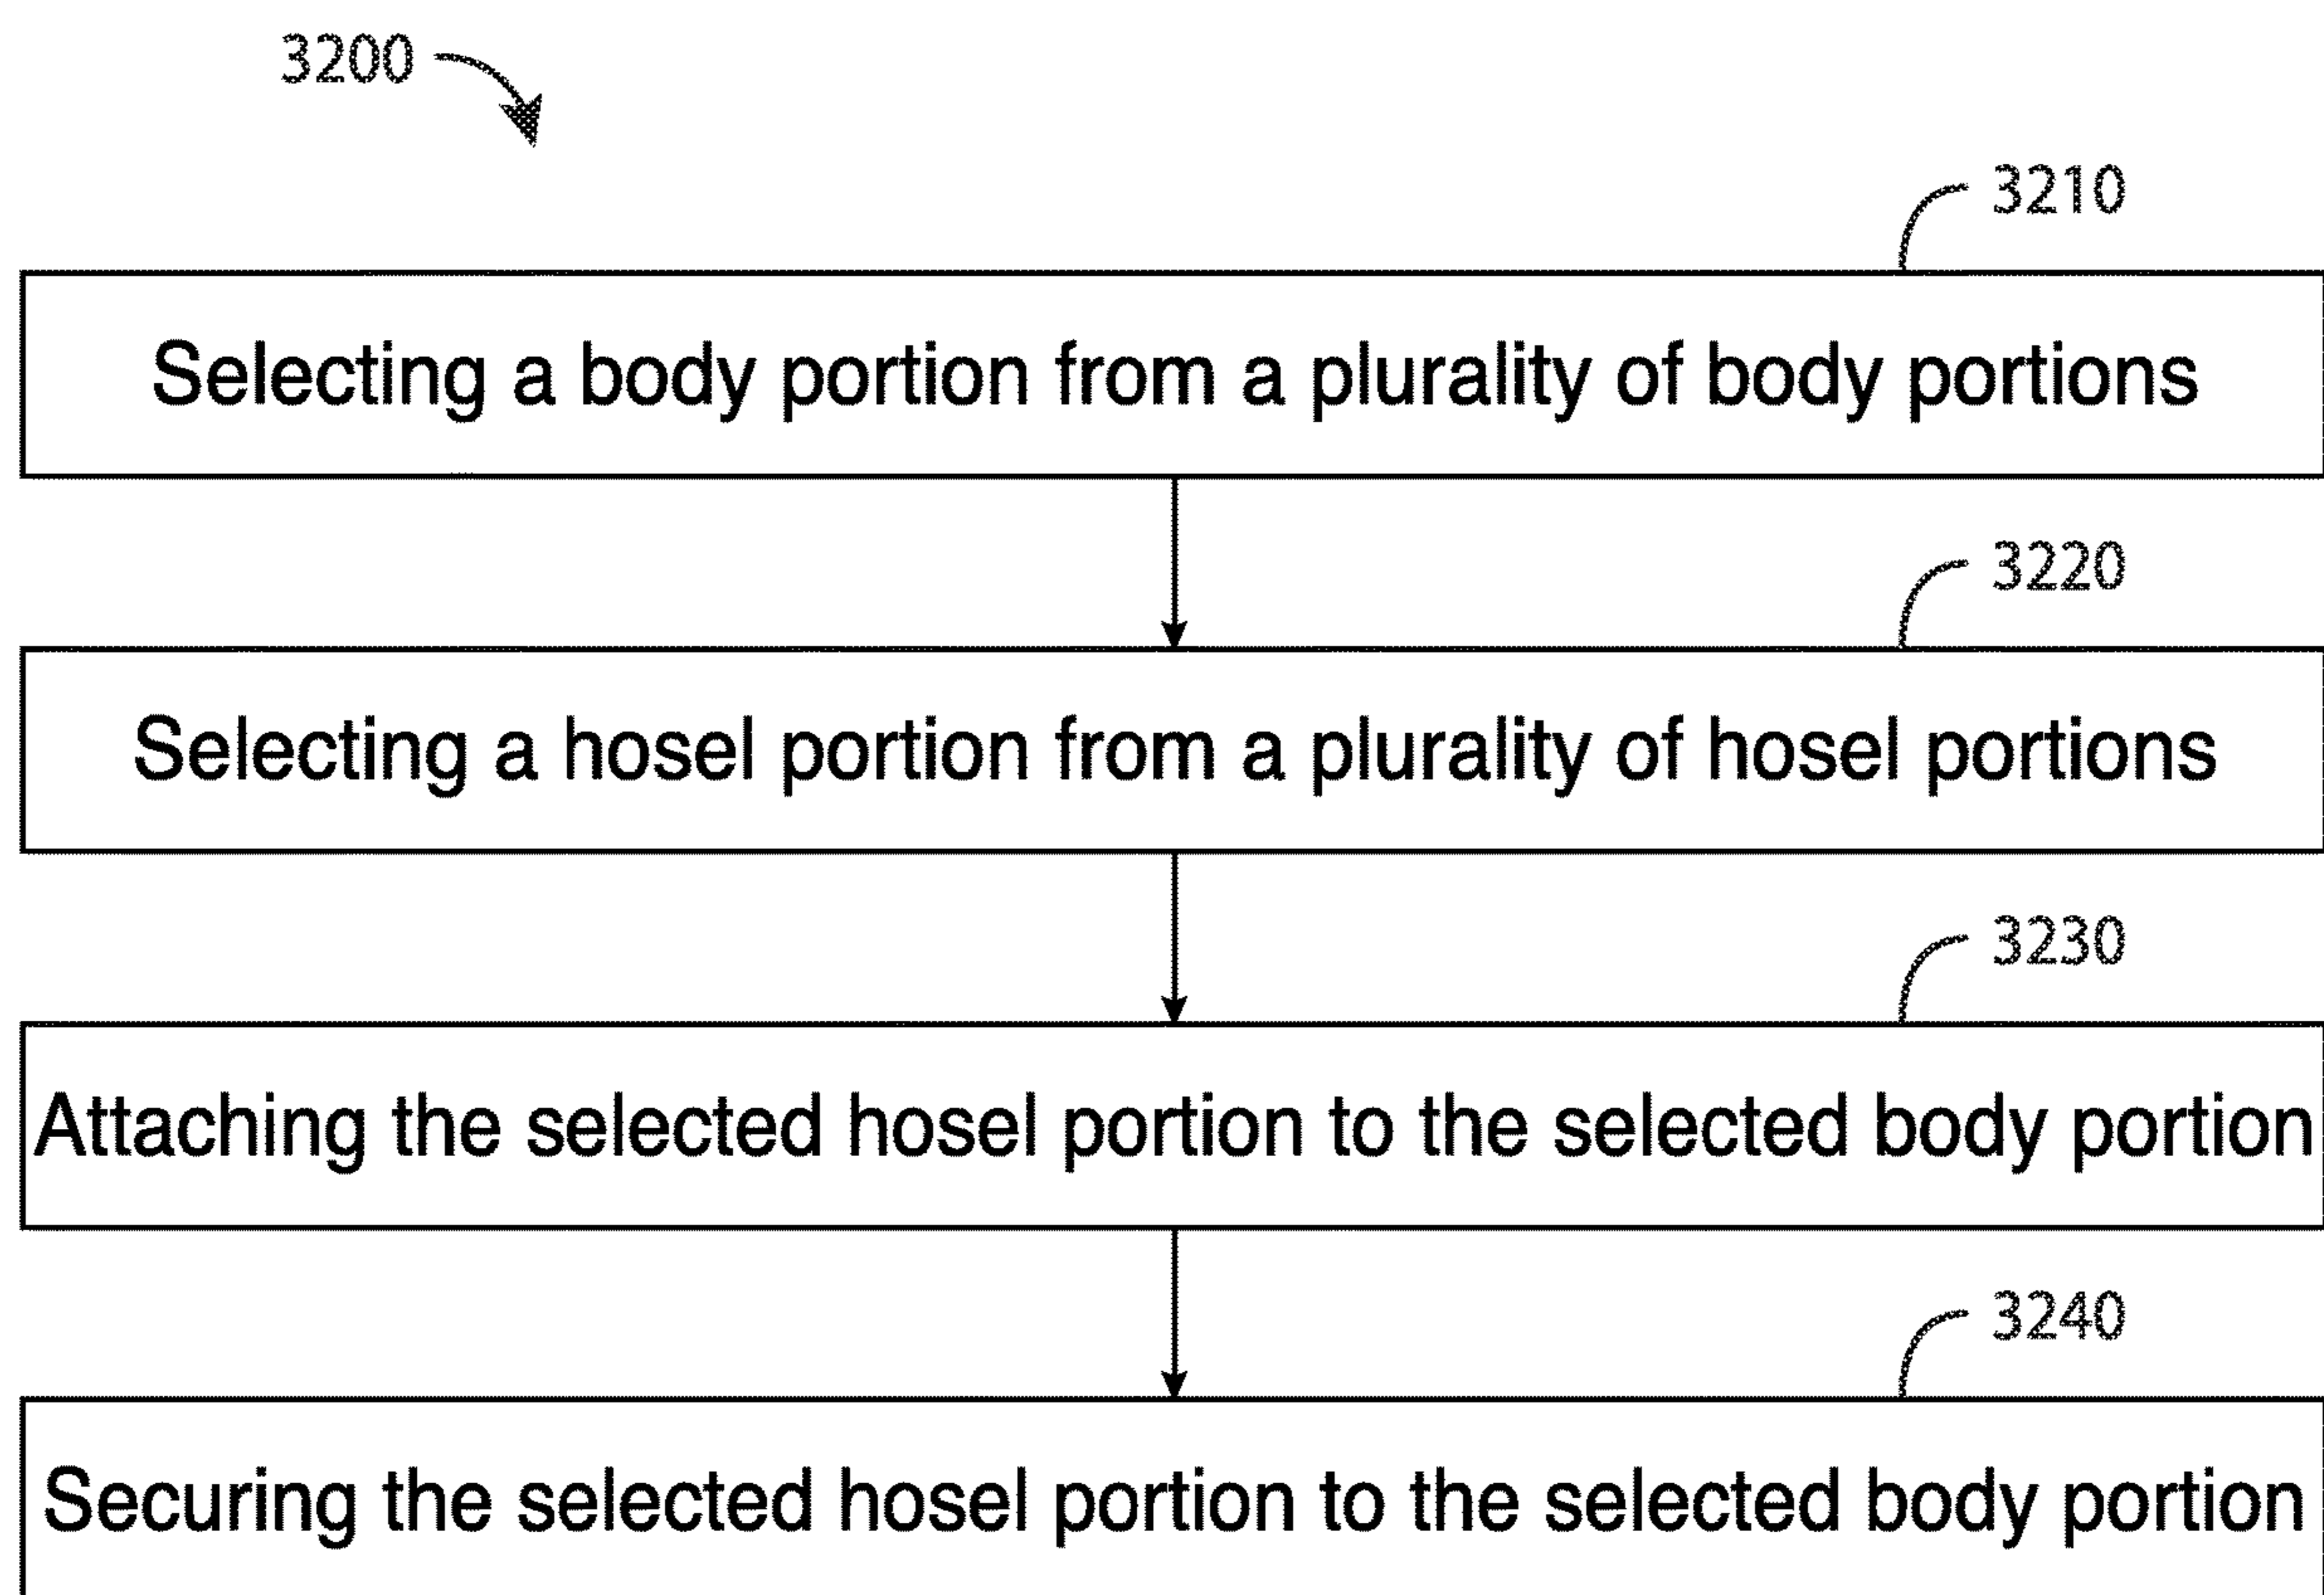 3200
3210
Selecting a body portion from a plurality of body portions
3220
Selecting a hosel portion from a plurality of hosel portions
3230
Attaching the selected hosel portion to the selected body portion
3240
Securing the selected hosel portion to the selected body portion